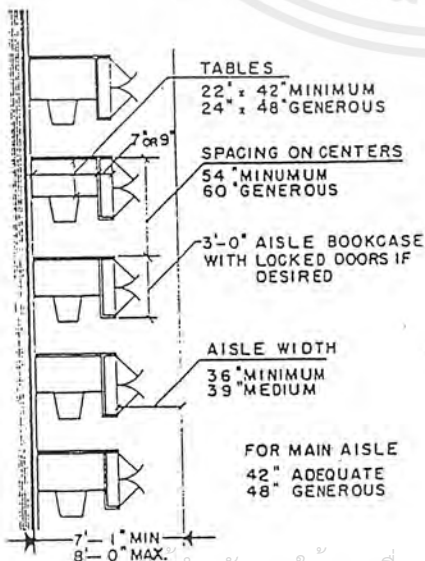 TABLES
22" x 42" MINIMUM
24" x 48" GENEROUS
7" OR 9"
SPACING ON CENTERS
54" MINUMUM
60" GENEROUS
3'-0" AISLE BOOKCASE
WITH LOCKED DOORS IF
DESIRED
AISLE WIDTH
36" MINIMUM
39" MEDIUM
FOR MAIN AISLE
42" ADEQUATE
48" GENEROUS
7'-1" MIN
8'-0" MAX.